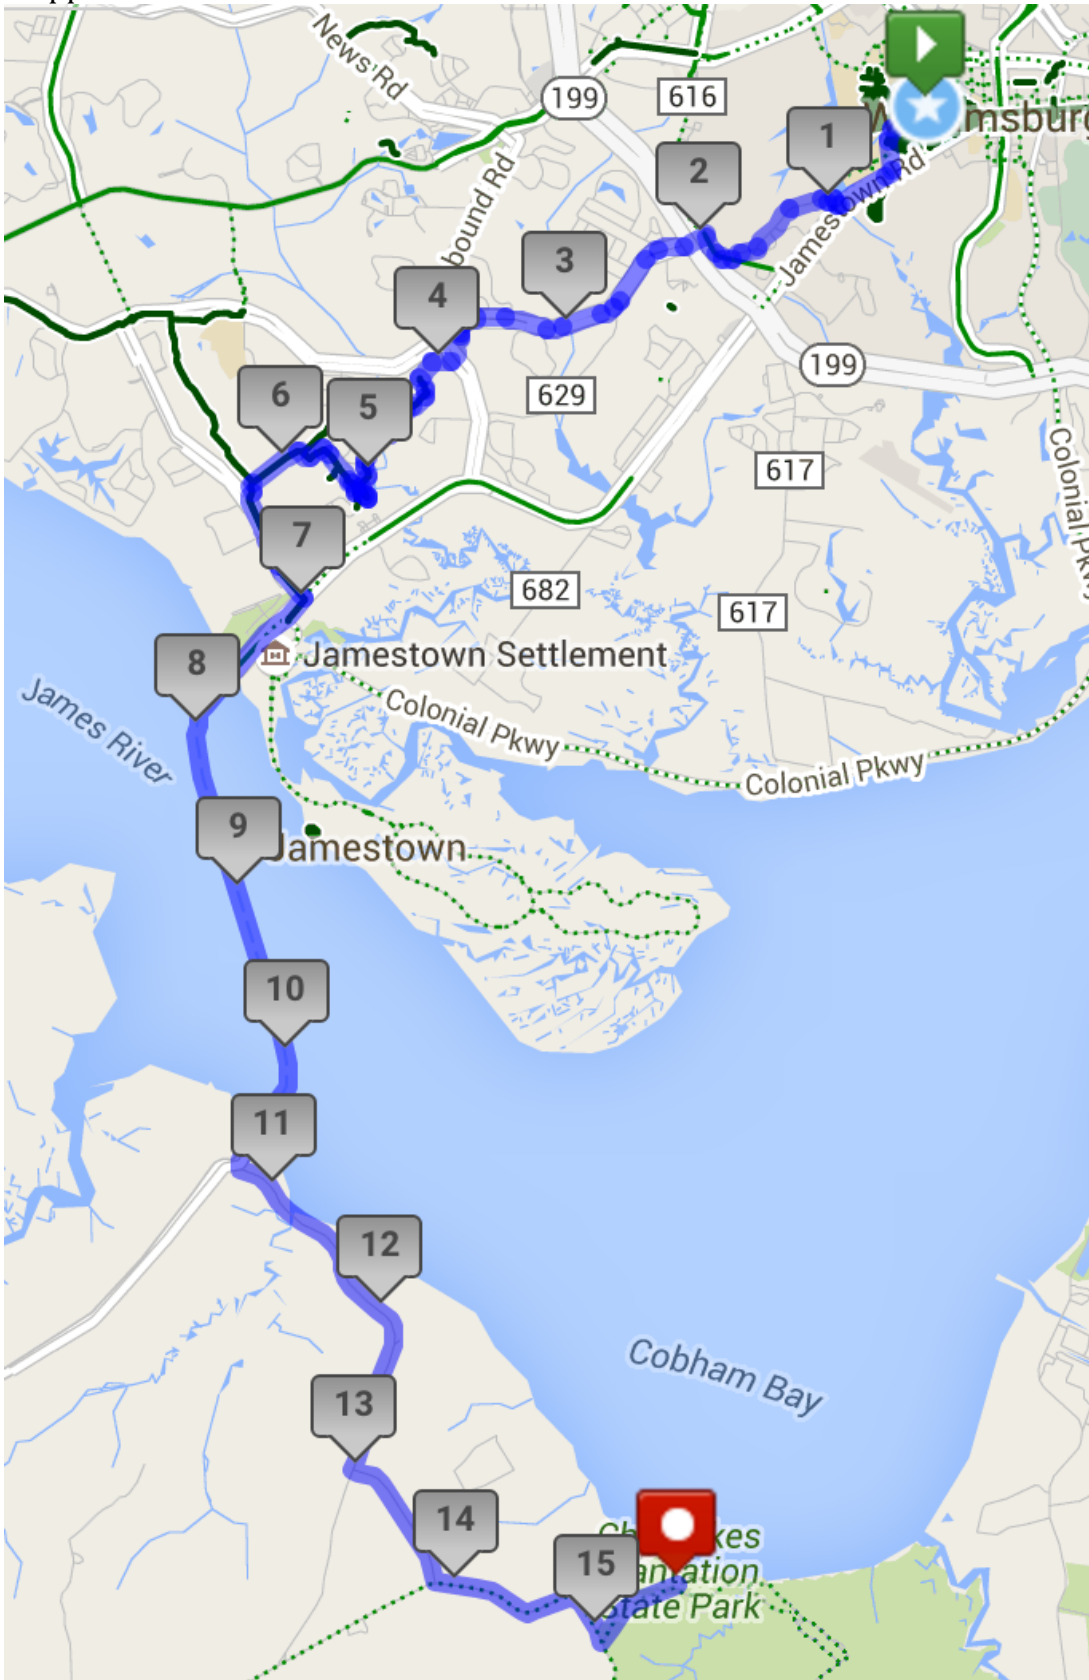 News Rd
199
616
1
msburg
2
Jamestown Rd
bound Rd
3
4
199
6
5
629
617
Colonial Pkwy
7
682
617
8
Jamestown Settlement
James River
Colonial Pkwy
Colonial Pkwy
9
Jamestown
10
11
12
Cobham Bay
13
14
15
kes
antation
State Park